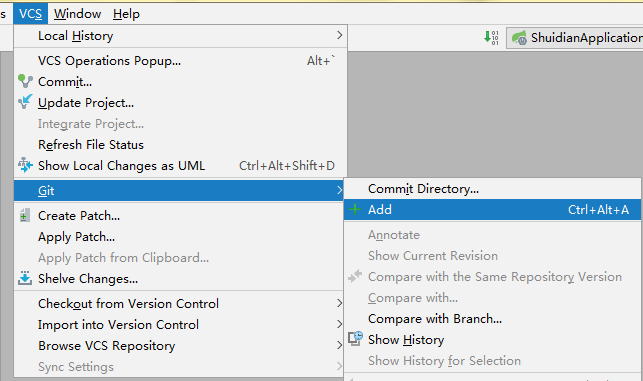 s VCS Window Help
Local History
VCS Operations Popup... Alt+`
Commit...
Update Project...
Integrate Project...
Refresh File Status
Show Local Changes as UML Ctrl+Alt+Shift+D
Git
Create Patch...
Apply Patch...
Apply Patch from Clipboard...
Shelve Changes...
Checkout from Version Control
Import into Version Control
Browse VCS Repository
Sync Settings
ShuidianApplication
Commit Directory...
Add Ctrl+Alt+A
Annotate
Show Current Revision
Compare with the Same Repository Version
Compare with...
Compare with Branch...
Show History
Show History for Selection